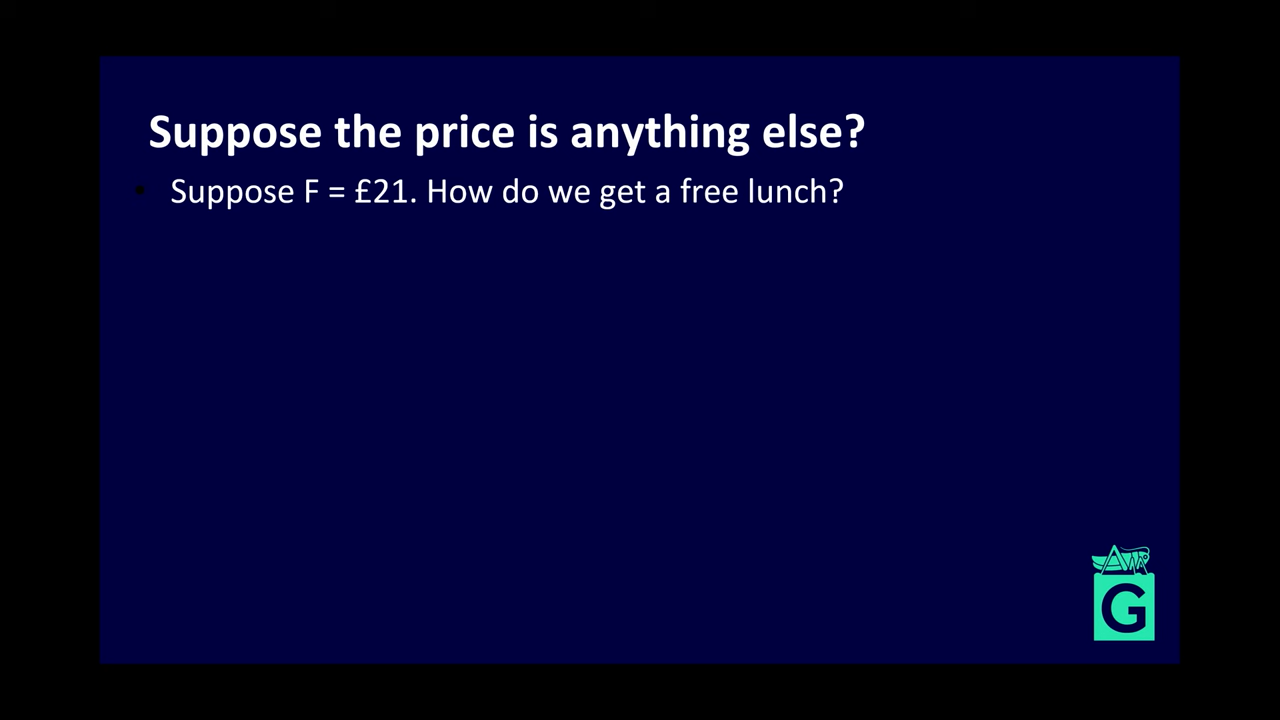 Suppose the price is anything else?
• Suppose F = £21. How do we get a free lunch?
G